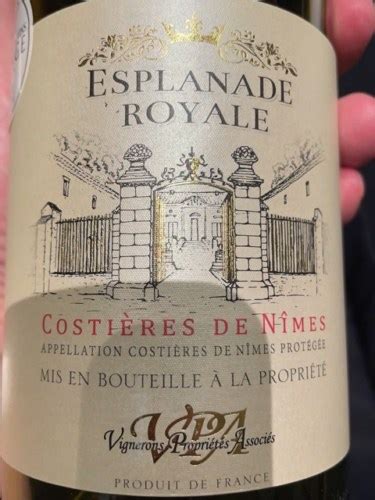 ESPLANADE
ROYALE
COSTIÈRES DE NÎMES
APPELLATION COSTIÈRES DE NÎMES PROTÉGÉE
MIS EN BOUTEILLE À LA PROPRIÉTÉ
VPA
Vignerons Propriétés Associés
PRODUIT DE FRANCE